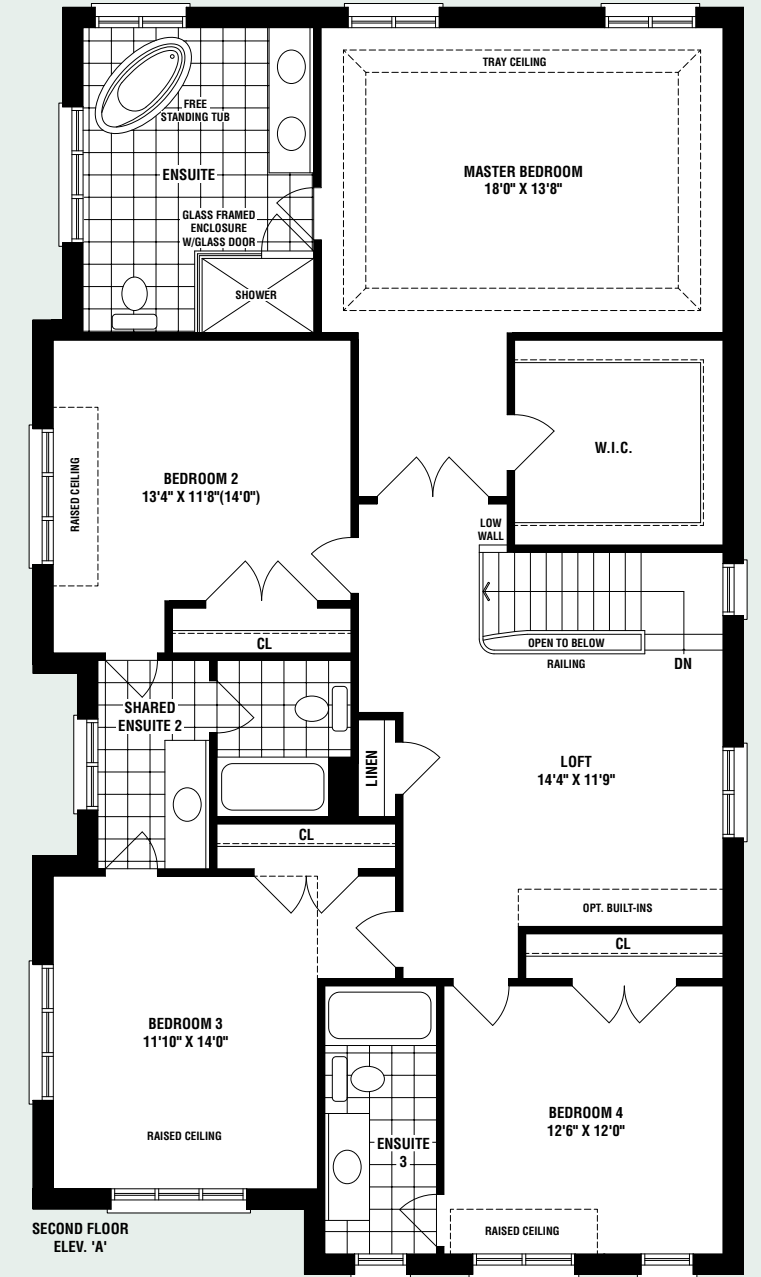 TRAY CEILING
FREE
STANDING TUB
MASTER BEDROOM
18'0" X 13'8"
ENSUITE
GLASS FRAMED
ENCLOSURE
W/GLASS DOOR
SHOWER
W.I.C.
RAISED CEILING
BEDROOM 2
13'4" X 11'8"(14'0")
LOW
WALL
OPEN TO BELOW
RAILING
DN
CL
SHARED
ENSUITE 2
LINEN
LOFT
14'4" X 11'9"
CL
OPT. BUILT-INS
CL
BEDROOM 3
11'10" X 14'0"
RAISED CEILING
ENSUITE
3
BEDROOM 4
12'6" X 12'0"
RAISED CEILING
SECOND FLOOR
ELEV. 'A'